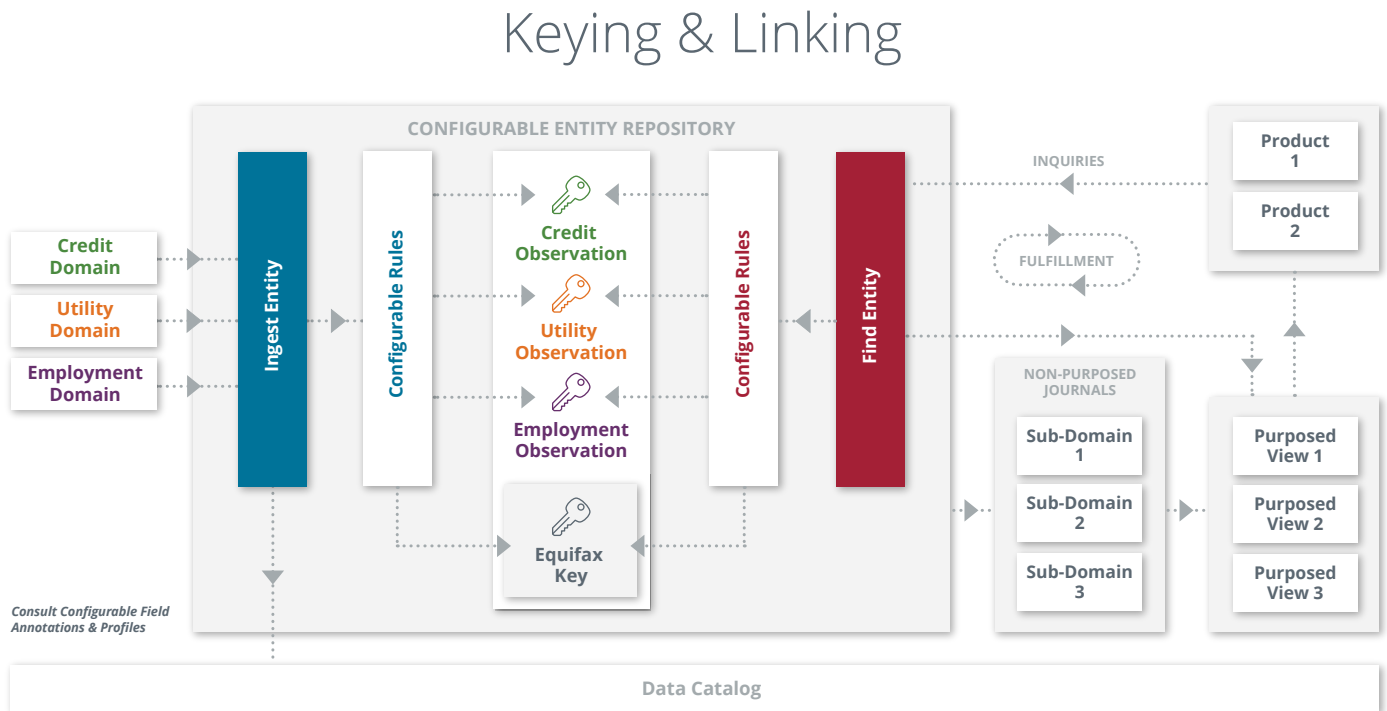 Keying & Linking
CONFIGURABLE ENTITY REPOSITORY
Credit
Domain
Utility
Domain
Employment
Domain
Ingest Entity
Configurable Rules
Credit
Observation
Utility
Observation
Employment
Observation
Equifax
Key
Configurable Rules
Find Entity
INQUIRIES
FULFILLMENT
Product
1
Product
2
NON-PURPOSED
JOURNALS
Sub-Domain
1
Sub-Domain
2
Sub-Domain
3
Purposed
View 1
Purposed
View 2
Purposed
View 3
Consult Configurable Field
Annotations & Profiles
Data Catalog